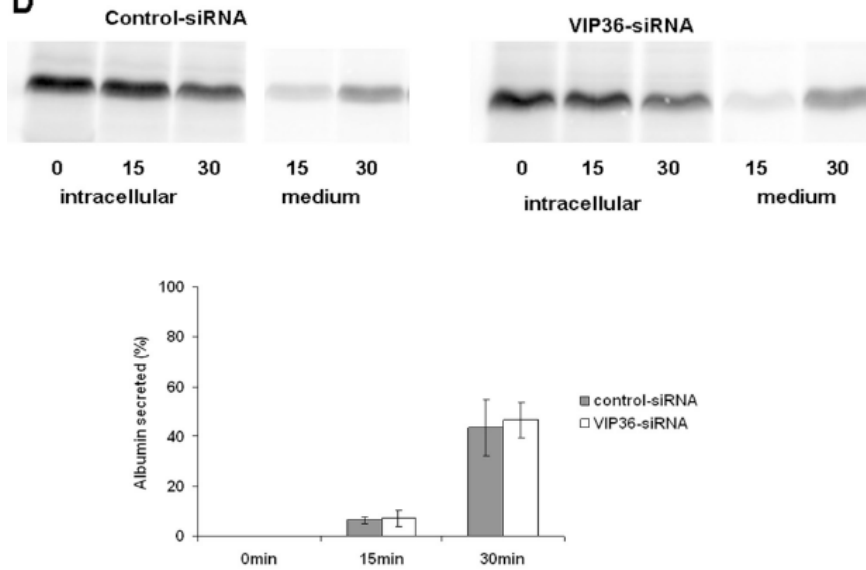 D
Control-siRNA
VIP36-siRNA
0 15 30 15 30
intracellular medium
0 15 30 15 30
intracellular medium
Albumin secreted (%)
100
80
60
40
20
0
0min 15min 30min
control-siRNA
VIP36-siRNA